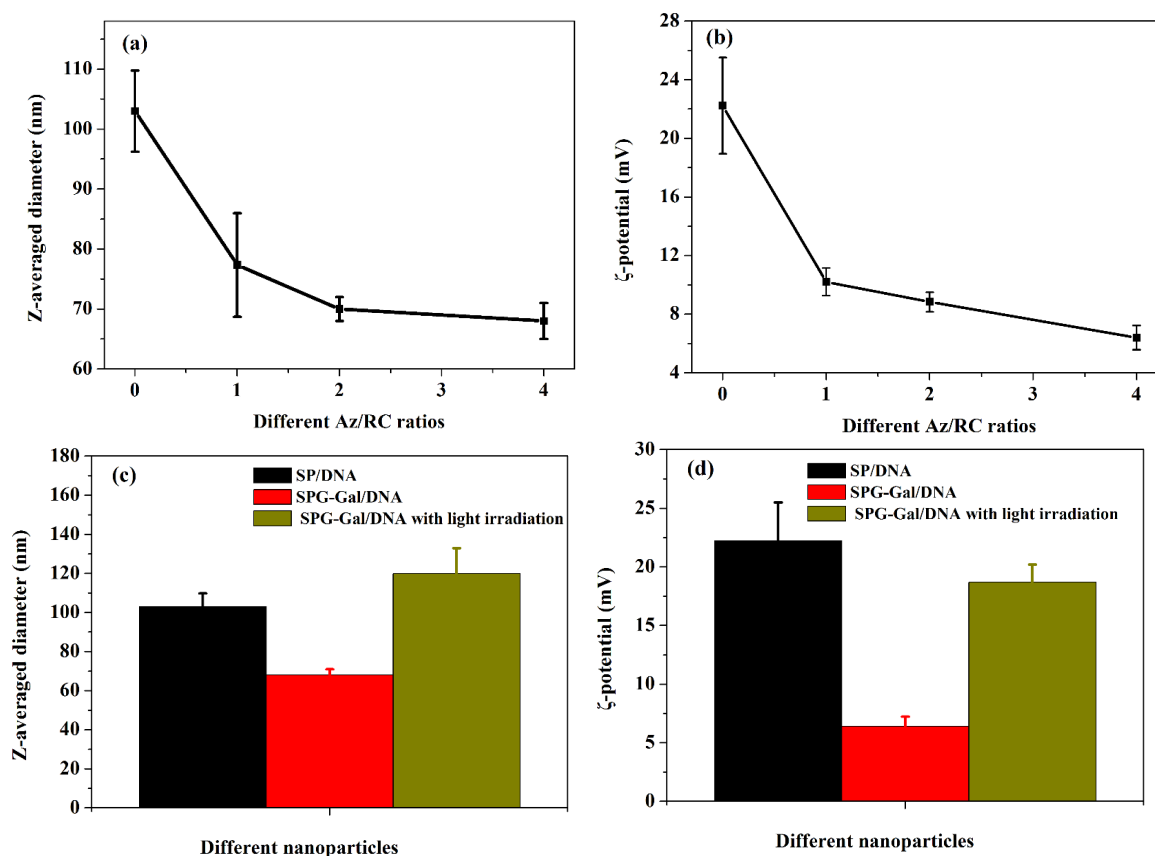 (a)
Z-averaged diameter (nm)
110
100
90
80
70
60
0 1 2 3 4
Different Az/RC ratios
(b)
ζ-potential (mV)
28
24
20
16
12
8
4
0 1 2 3 4
Different Az/RC ratios
(c)
SP/DNA
SPG-Gal/DNA
SPG-Gal/DNA with light irradiation
Z-averaged diameter (nm)
180
160
140
120
100
80
60
40
20
0
Different nanoparticles
(d)
SP/DNA
SPG-Gal/DNA
SPG-Gal/DNA with light irradiation
ζ-potential (mV)
30
25
20
15
10
5
0
Different nanoparticles